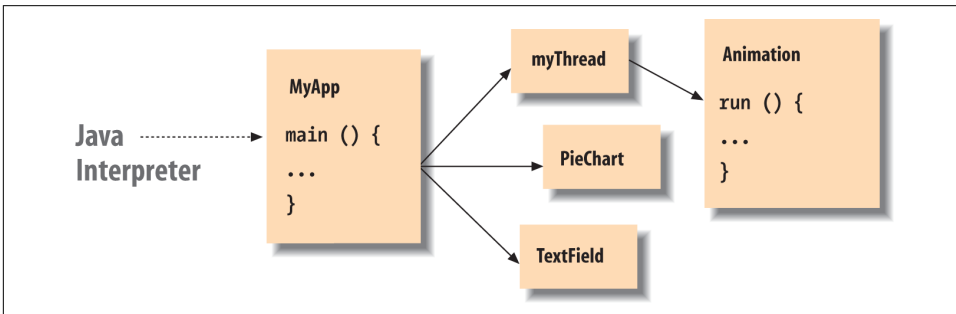 Java
Interpreter
MyApp
main () {
...
}
myThread
PieChart
TextField
Animation
run () {
...
}